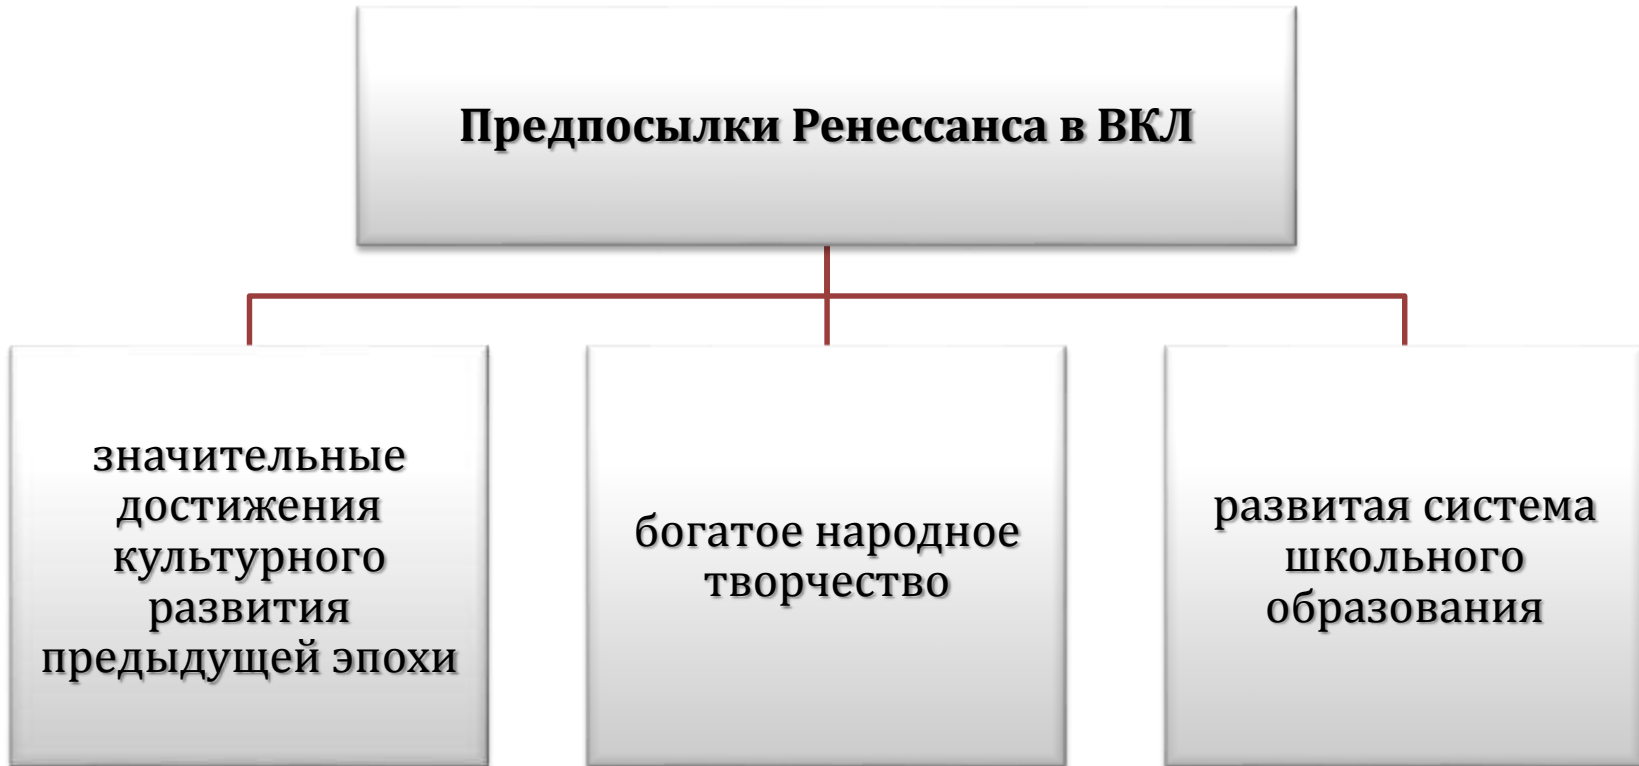 Предпосылки Ренессанса в ВКЛ
значительные
достижения
культурного
развития
предыдущей эпохи
богатое народное
творчество
развитая система
школьного
образования